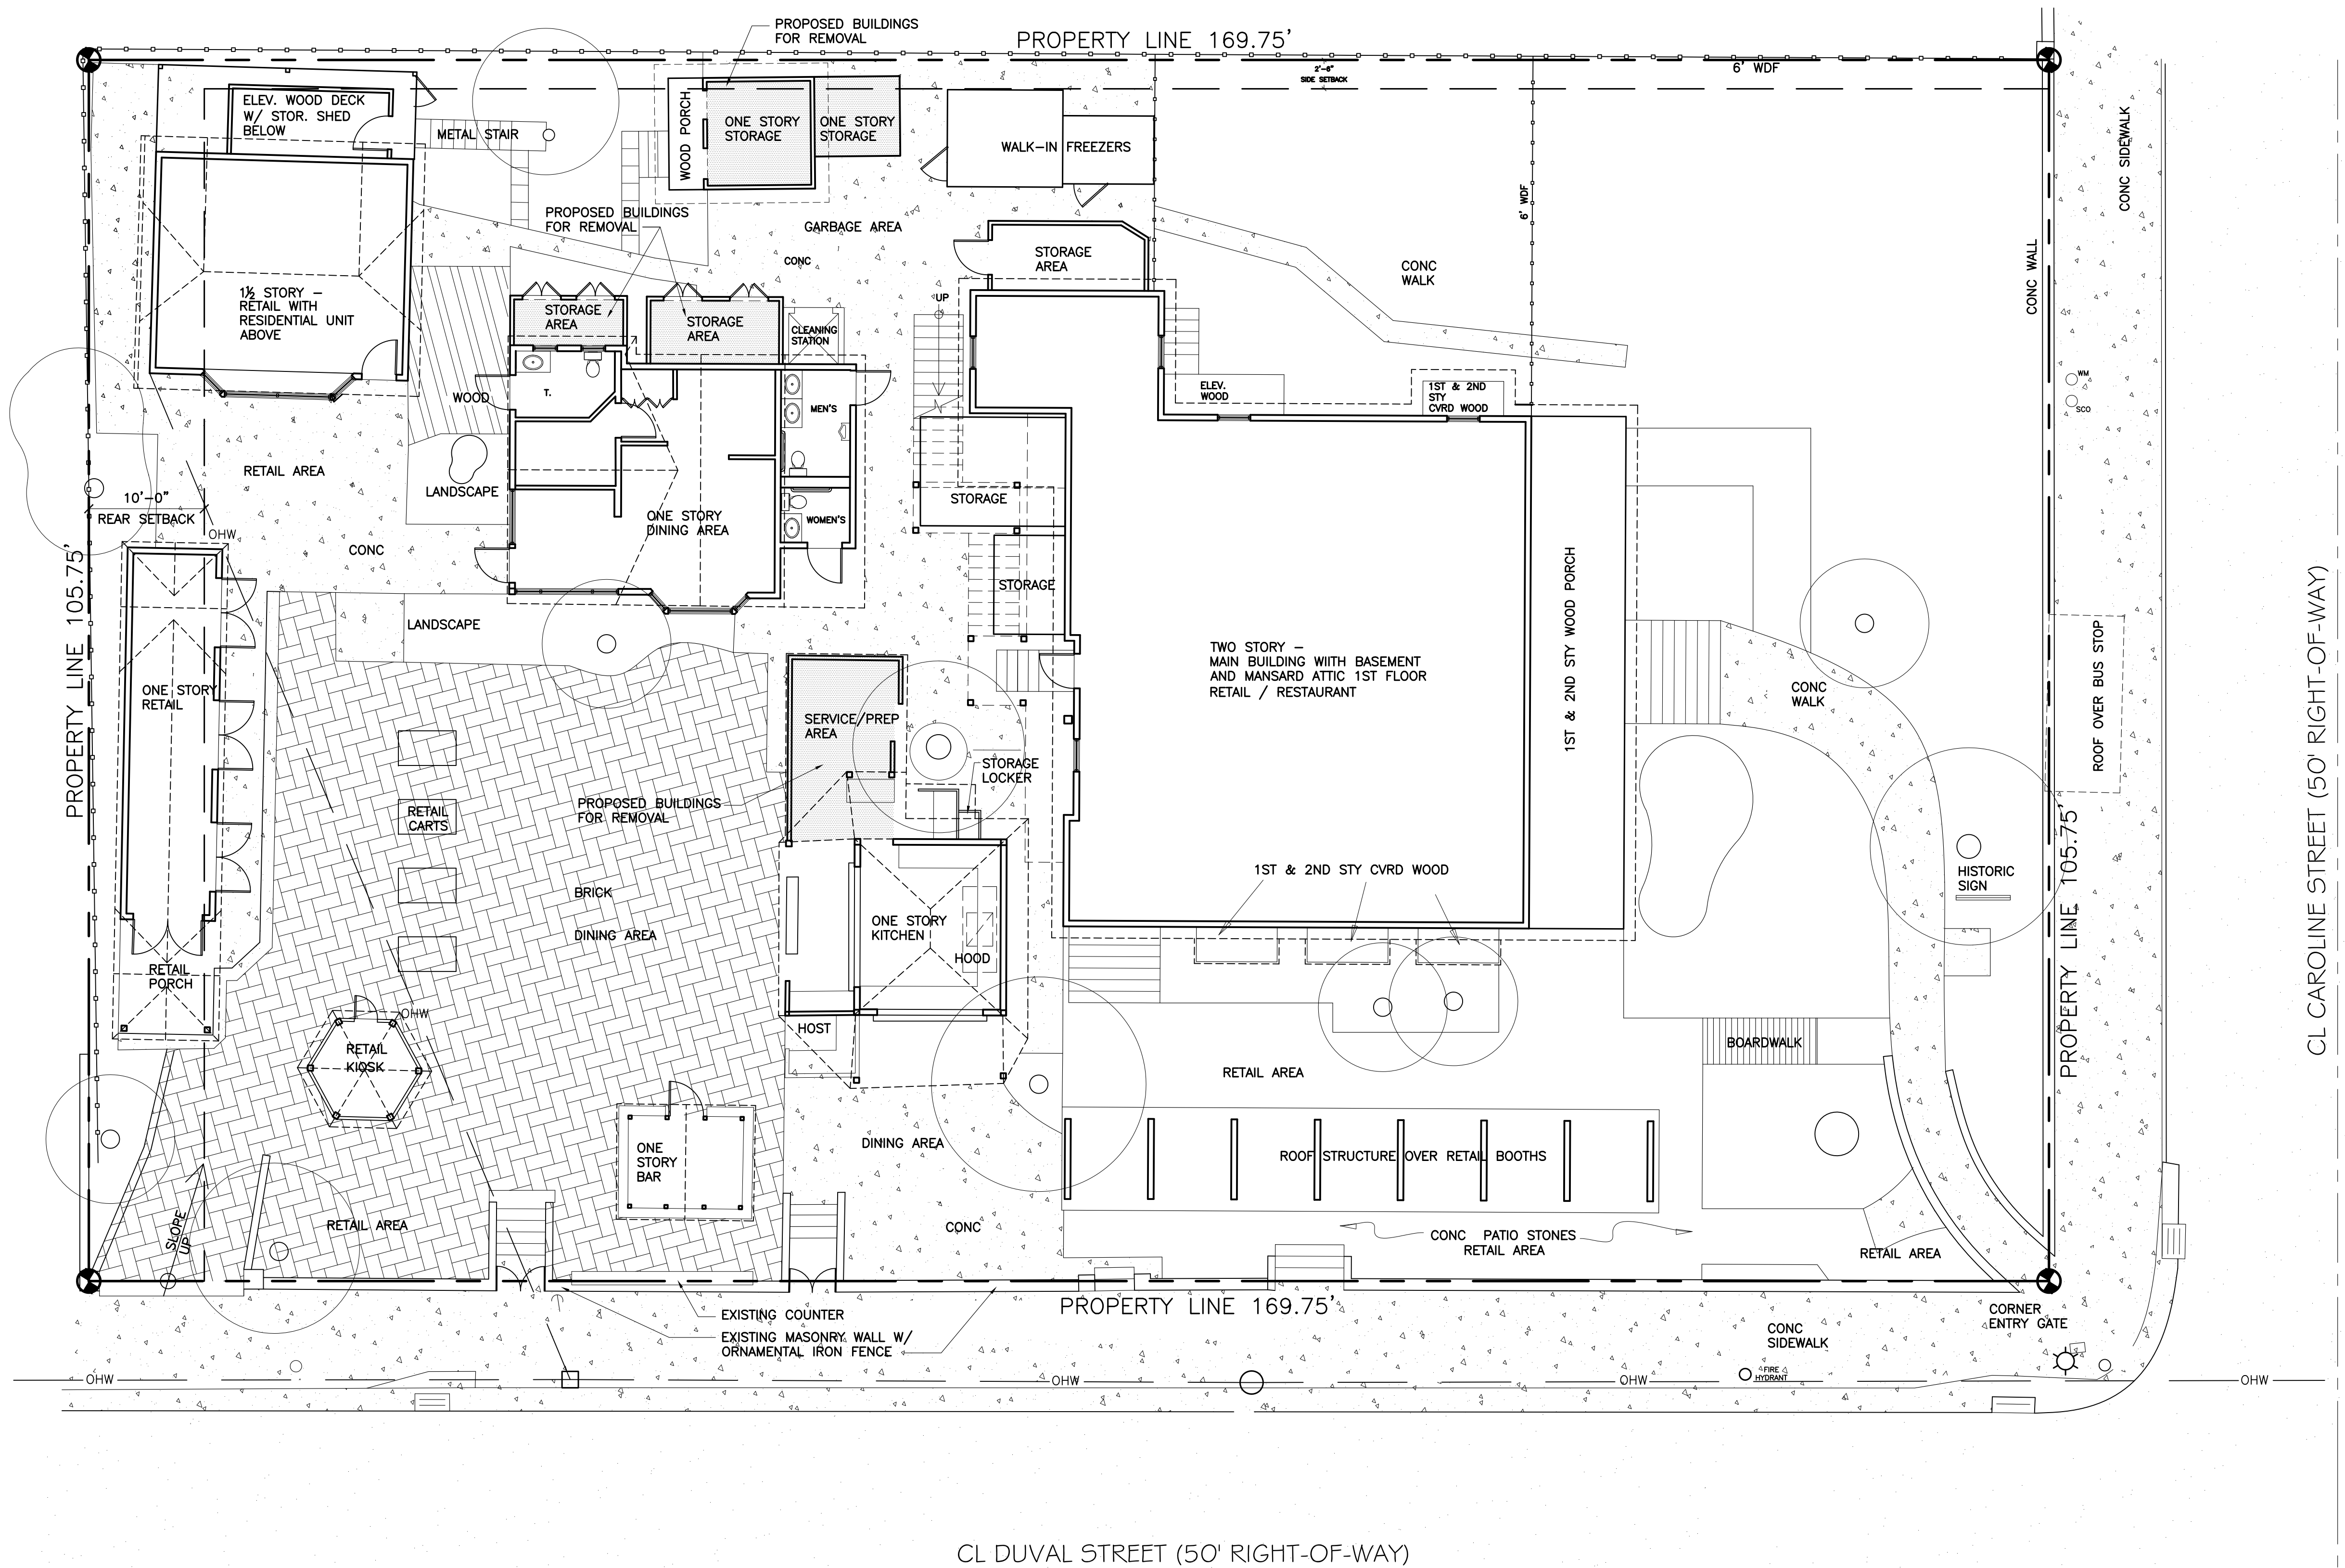 PROPOSED BUILDINGS
FOR REMOVAL
PROPERTY LINE 169.75'
2'-6"
SIDE SETBACK
6' WDF
ELEV. WOOD DECK
W/ STOR. SHED
BELOW
METAL STAIR
WOOD PORCH
ONE STORY
STORAGE
ONE STORY
STORAGE
WALK-IN FREEZERS
CONC SIDEWALK
PROPOSED BUILDINGS
FOR REMOVAL
GARBAGE AREA
6' WDF
CONC
STORAGE
AREA
CONC
WALK
CONC WALL
1½ STORY –
RETAIL WITH
RESIDENTIAL UNIT
ABOVE
STORAGE
AREA
STORAGE
AREA
CLEANING
STATION
UP
WOOD
T.
MEN'S
ELEV.
WOOD
1ST & 2ND
STY
CVRD WOOD
WM
SCO
RETAIL AREA
LANDSCAPE
10'-0"
REAR SETBACK
OHW
STORAGE
ONE STORY
DINING AREA
WOMEN'S
CONC
STORAGE
PROPERTY LINE 105.75'
LANDSCAPE
ONE STORY
RETAIL
TWO STORY –
MAIN BUILDING WIITH BASEMENT
AND MANSARD ATTIC 1ST FLOOR
RETAIL / RESTAURANT
1ST & 2ND STY WOOD PORCH
CONC
WALK
ROOF OVER BUS STOP
CL CAROLINE STREET (50' RIGHT-OF-WAY)
SERVICE/PREP
AREA
STORAGE
LOCKER
RETAIL
CARTS
PROPOSED BUILDINGS
FOR REMOVAL
1ST & 2ND STY CVRD WOOD
HISTORIC
SIGN
BRICK
DINING AREA
ONE STORY
KITCHEN
HOOD
PROPERTY LINE 105.75'
RETAIL
PORCH
OHW
HOST
RETAIL
KIOSK
RETAIL AREA
BOARDWALK
ONE
STORY
BAR
DINING AREA
ROOF STRUCTURE OVER RETAIL BOOTHS
SLOPE
UP
RETAIL AREA
CONC
CONC PATIO STONES
RETAIL AREA
RETAIL AREA
EXISTING COUNTER
EXISTING MASONRY WALL W/
ORNAMENTAL IRON FENCE
PROPERTY LINE 169.75'
CORNER
ENTRY GATE
CONC
SIDEWALK
FIRE
HYDRANT
OHW
OHW
OHW
OHW
CL DUVAL STREET (50' RIGHT-OF-WAY)